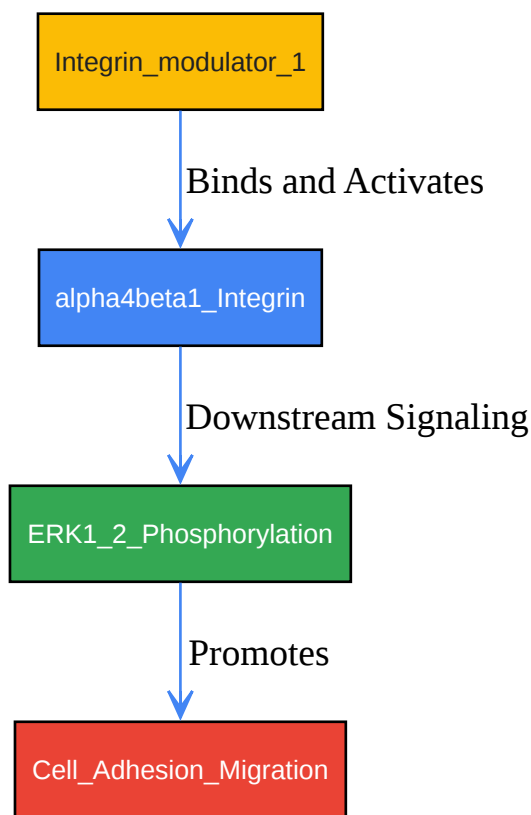 Integrin_modulator_1
Binds and Activates
alpha4beta1_Integrin
Downstream Signaling
ERK1_2_Phosphorylation
Promotes
Cell_Adhesion_Migration